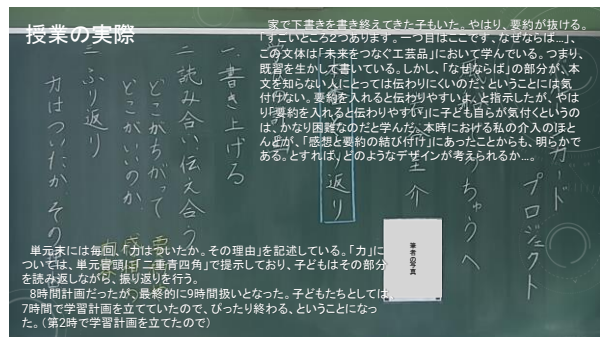 授業の実際
家で下書きを書き終えてきた子もいた。やはり、要約が抜ける。
「すごいところ2つあります。一つ目はここです、なぜならば…」、
この文体は「未来をつなぐ工芸品」において学んでいる。つまり、
既習を生かして書いている。しかし、「なぜならば」の部分が、本
文を知らない人にとっては伝わりにくいのだ、ということには気
付けない。要約を入れると伝わりやすいよ、と指示したが、やは
り「要約を入れると伝わりやすい」に子ども自らが気付くというの
は、かなり困難なのだと学んだ。本時における私の介入のほと
んどが、「感想と要約の結び付け」にあったことからも、明らかで
ある。とすれば、どのようなデザインが考えられるか…。
カード
プロジェクト
ちゅうへ
圭介
り返り
一、書き上げる
二、読み合い、伝え合う
どこがちがって
どこがいいのか
三、ふり返り
力はついたか、その
筆者の写真
単元末には毎回、「力はついたか。その理由」を記述している。「力」に
ついては、単元冒頭に「二重青四角」で提示しており、子どもはその部分
を読み返しながら、振り返りを行う。
8時間計画だったが、最終的に9時間扱いとなった。子どもたちとしては、
7時間で学習計画を立てていたので、ぴったり終わる、ということになっ
た。（第2時で学習計画を立てたので）